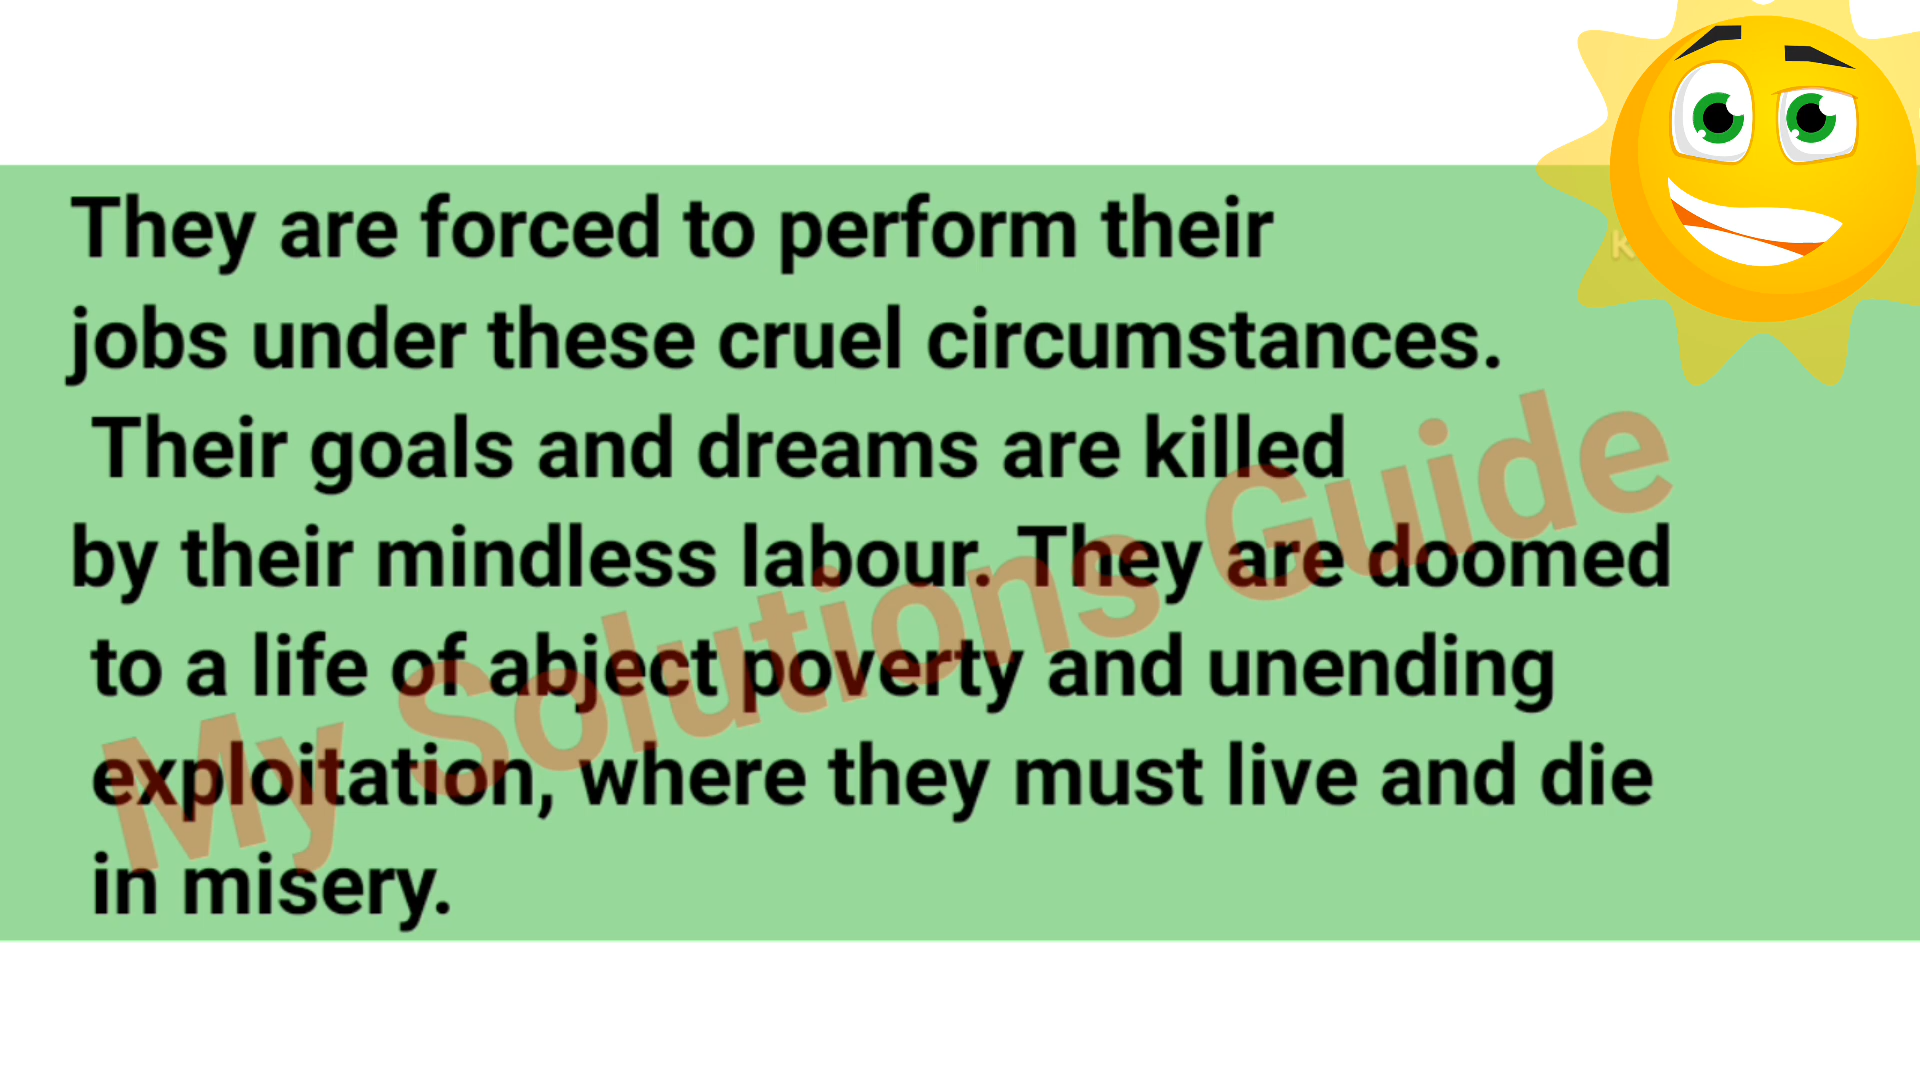 They are forced to perform their
jobs under these cruel circumstances.
Their goals and dreams are killed
by their mindless labour. They are doomed
to a life of abject poverty and unending
exploitation, where they must live and die
in misery.
My Solutions Guide